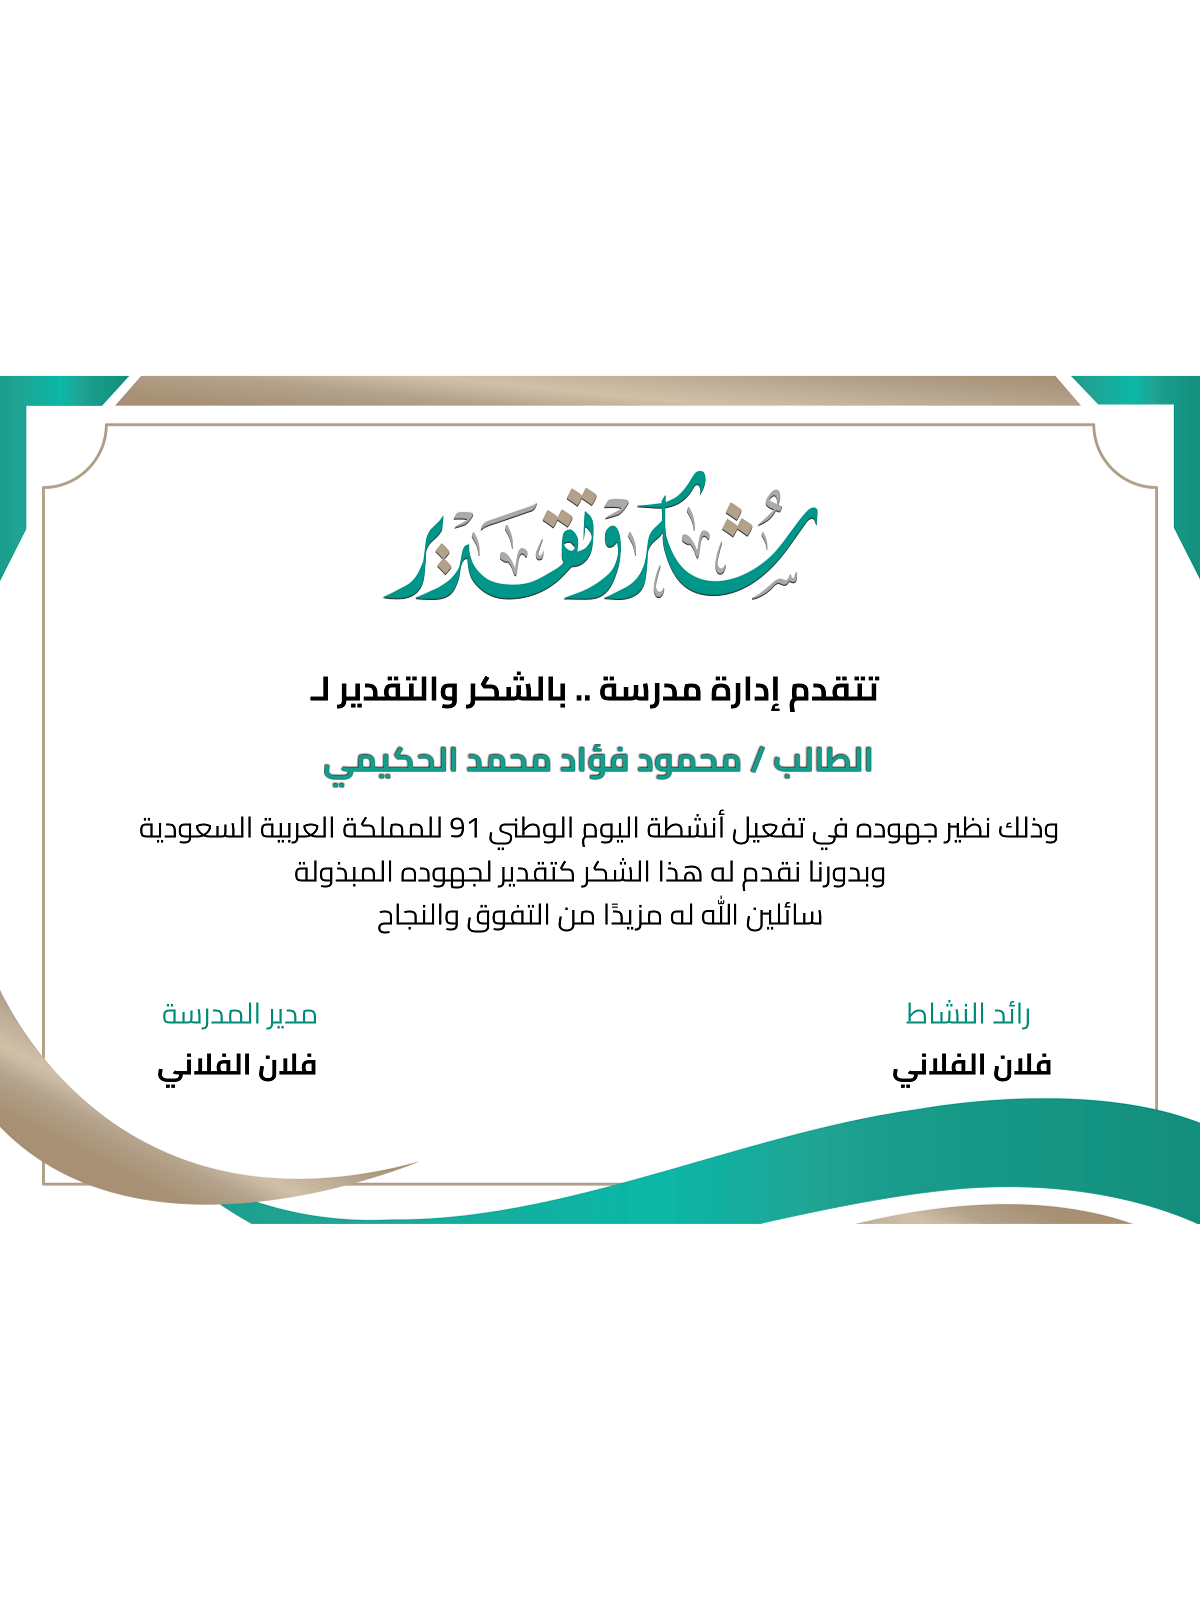 شكر وتقدير
تتقدم إدارة مدرسة .. بالشكر والتقدير لـ
الطالب / محمود فؤاد محمد الحكيمي
وذلك نظير جهوده في تفعيل أنشطة اليوم الوطني 91 للمملكة العربية السعودية
وبدورنا نقدم له هذا الشكر كتقدير لجهوده المبذولة
سائلين الله له مزيدًا من التفوق والنجاح
رائد النشاط
فلان الفلاني
مدير المدرسة
فلان الفلاني